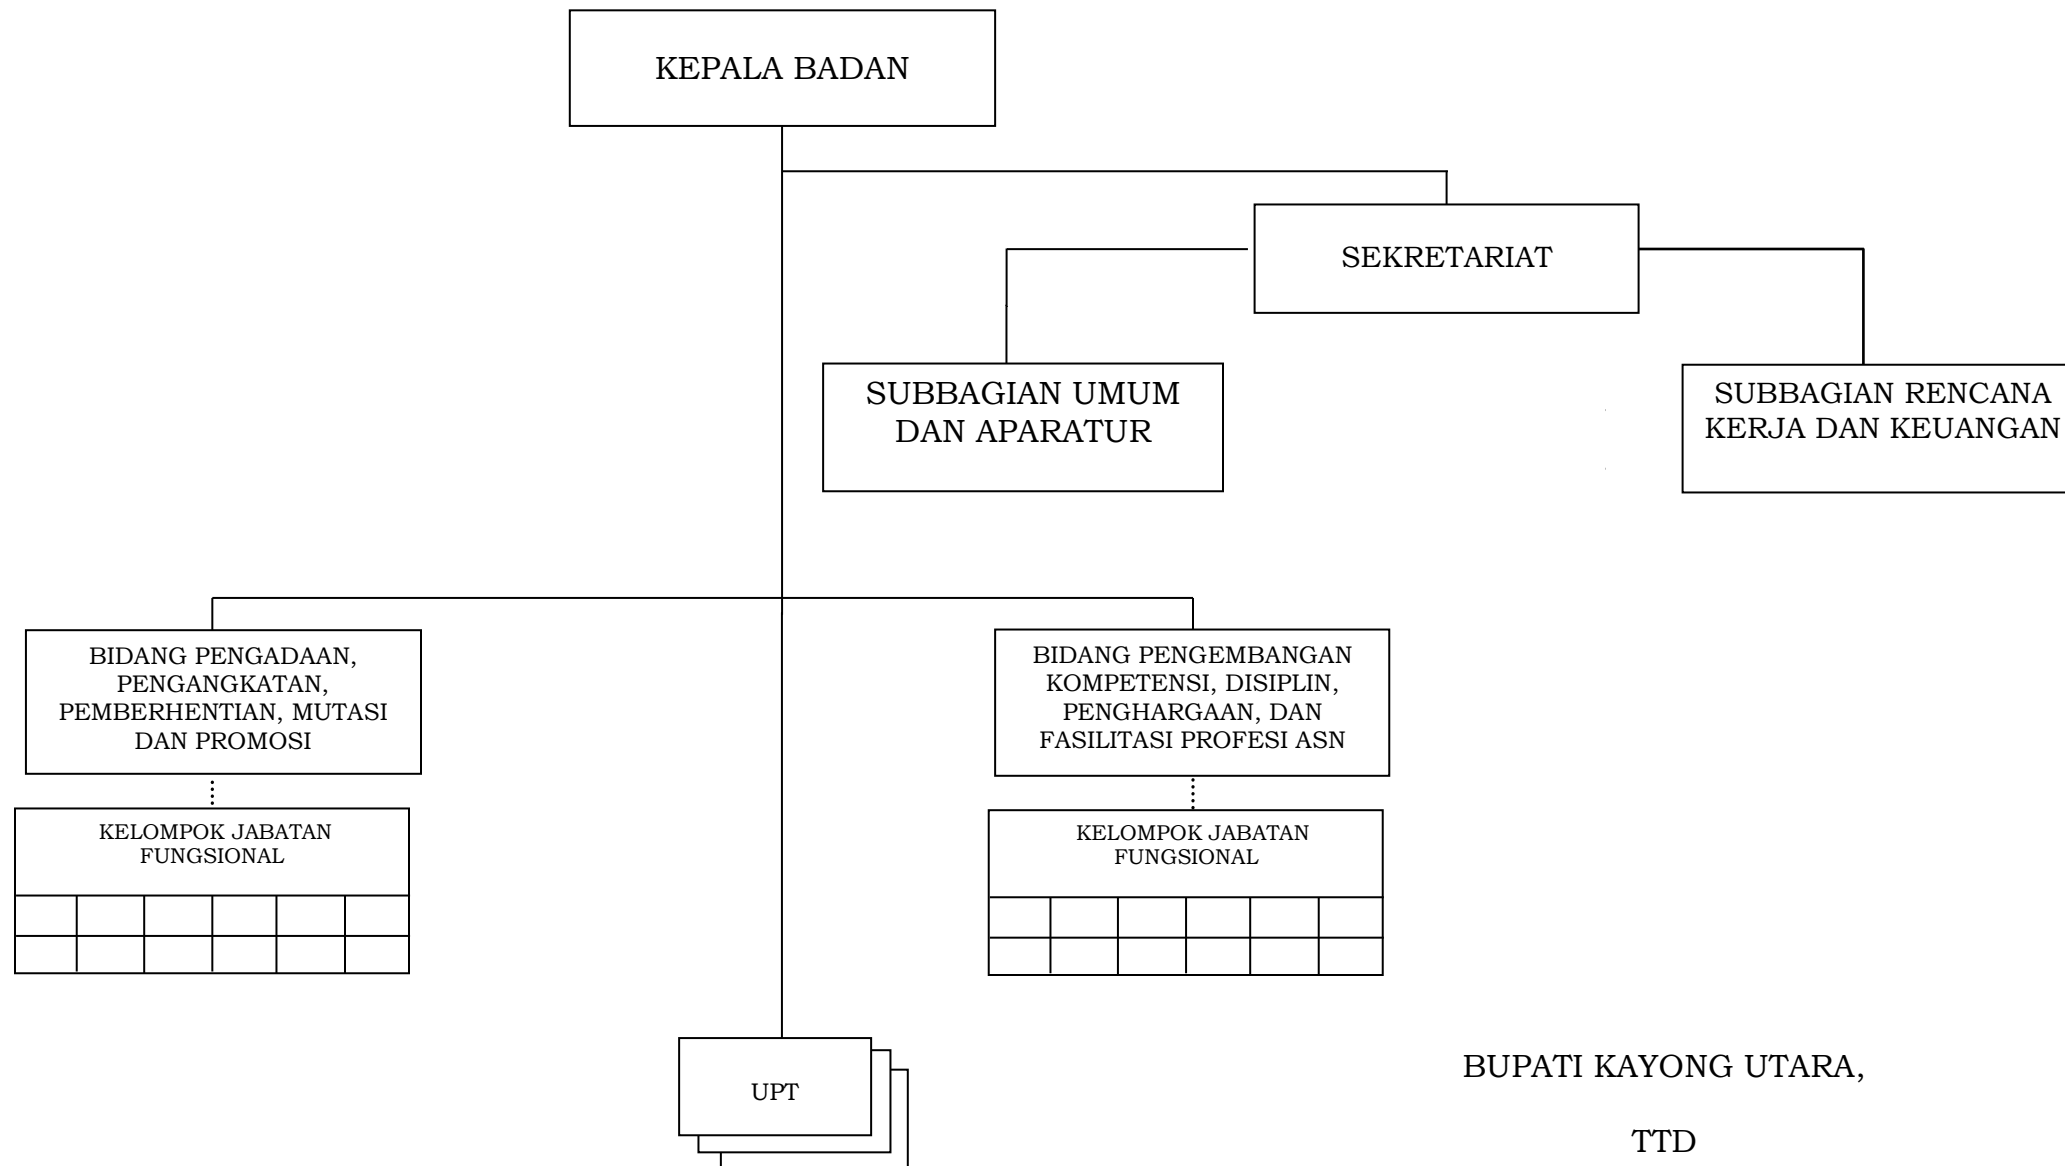 KEPALA BADAN
SEKRETARIAT
SUBBAGIAN UMUM
DAN APARATUR
SUBBAGIAN RENCANA
KERJA DAN KEUANGAN
BIDANG PENGADAAN,
PENGANGKATAN,
PEMBERHENTIAN, MUTASI
DAN PROMOSI
BIDANG PENGEMBANGAN
KOMPETENSI, DISIPLIN,
PENGHARGAAN, DAN
FASILITASI PROFESI ASN
KELOMPOK JABATAN
FUNGSIONAL
KELOMPOK JABATAN
FUNGSIONAL
UPT
BUPATI KAYONG UTARA,
TTD